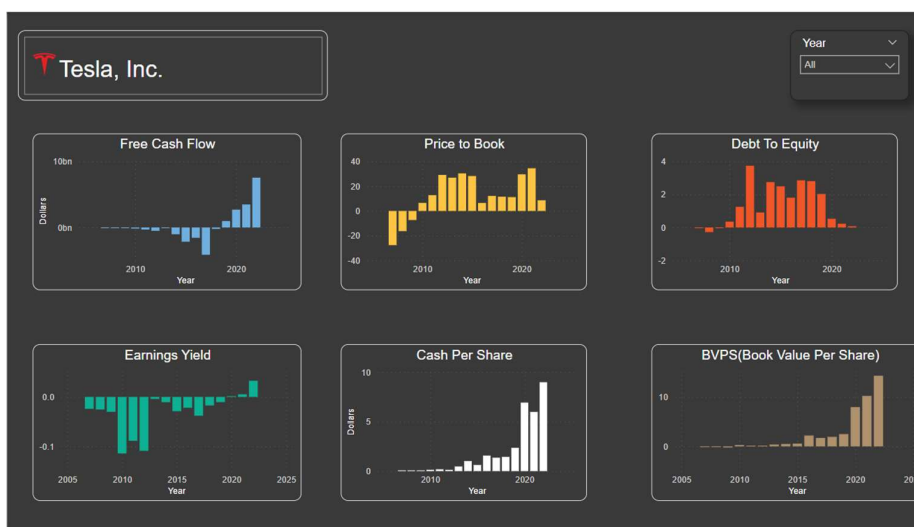 Tesla, Inc.
Year
All
Free Cash Flow
10bn
0bn
Dollars
2010 2020
Year
Price to Book
40
20
0
-20
-40
2010 2020
Year
Debt To Equity
4
2
0
-2
2010 2020
Year
Earnings Yield
0.0
-0.1
2005 2010 2015 2020 2025
Year
Cash Per Share
10
5
0
Dollars
2010 2020
Year
BVPS(Book Value Per Share)
10
0
2005 2010 2015 2020
Year